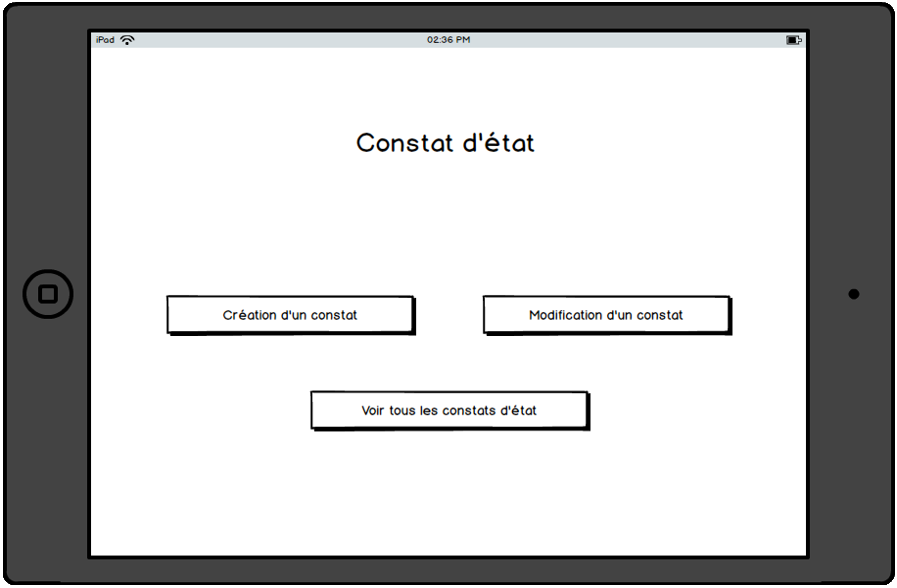 iPad 02:36 PM
Constat d'état
Création d'un constat
Modification d'un constat
Voir tous les constats d'état